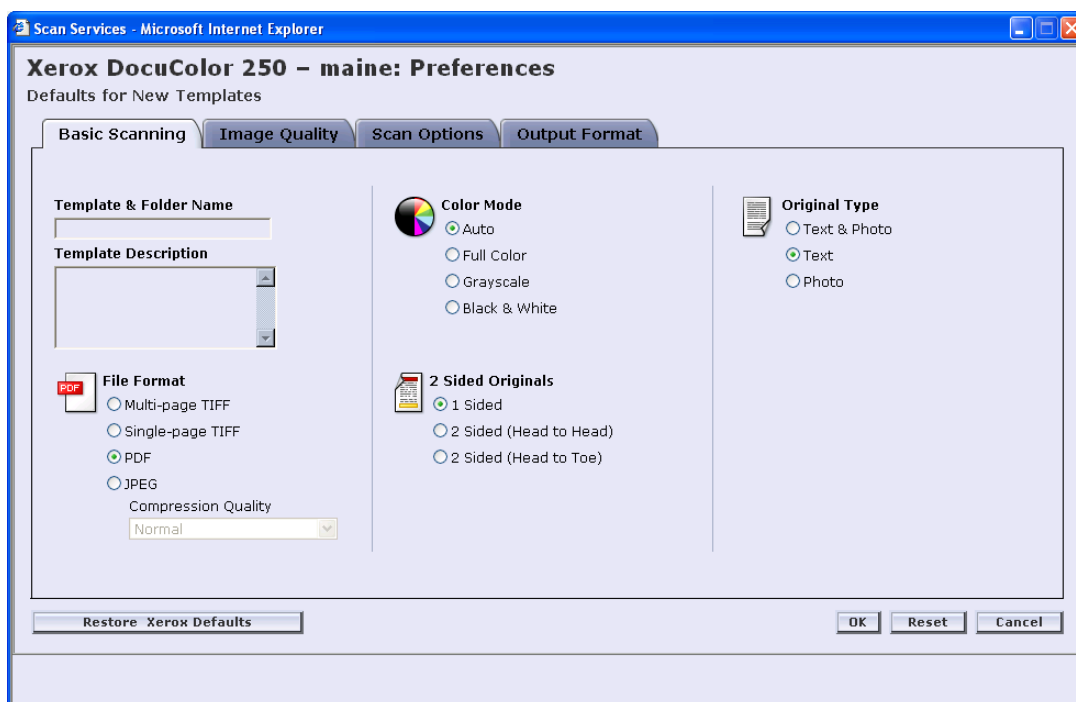 Scan Services - Microsoft Internet Explorer
Xerox DocuColor 250 – maine: Preferences
Defaults for New Templates
Basic Scanning
Image Quality
Scan Options
Output Format
Template & Folder Name
Template Description
File Format
PDF
Multi-page TIFF
Single-page TIFF
PDF
JPEG
Compression Quality
Normal
Color Mode
Auto
Full Color
Grayscale
Black & White
2 Sided Originals
1 Sided
2 Sided (Head to Head)
2 Sided (Head to Toe)
Original Type
Text & Photo
Text
Photo
Restore Xerox Defaults
OK
Reset
Cancel